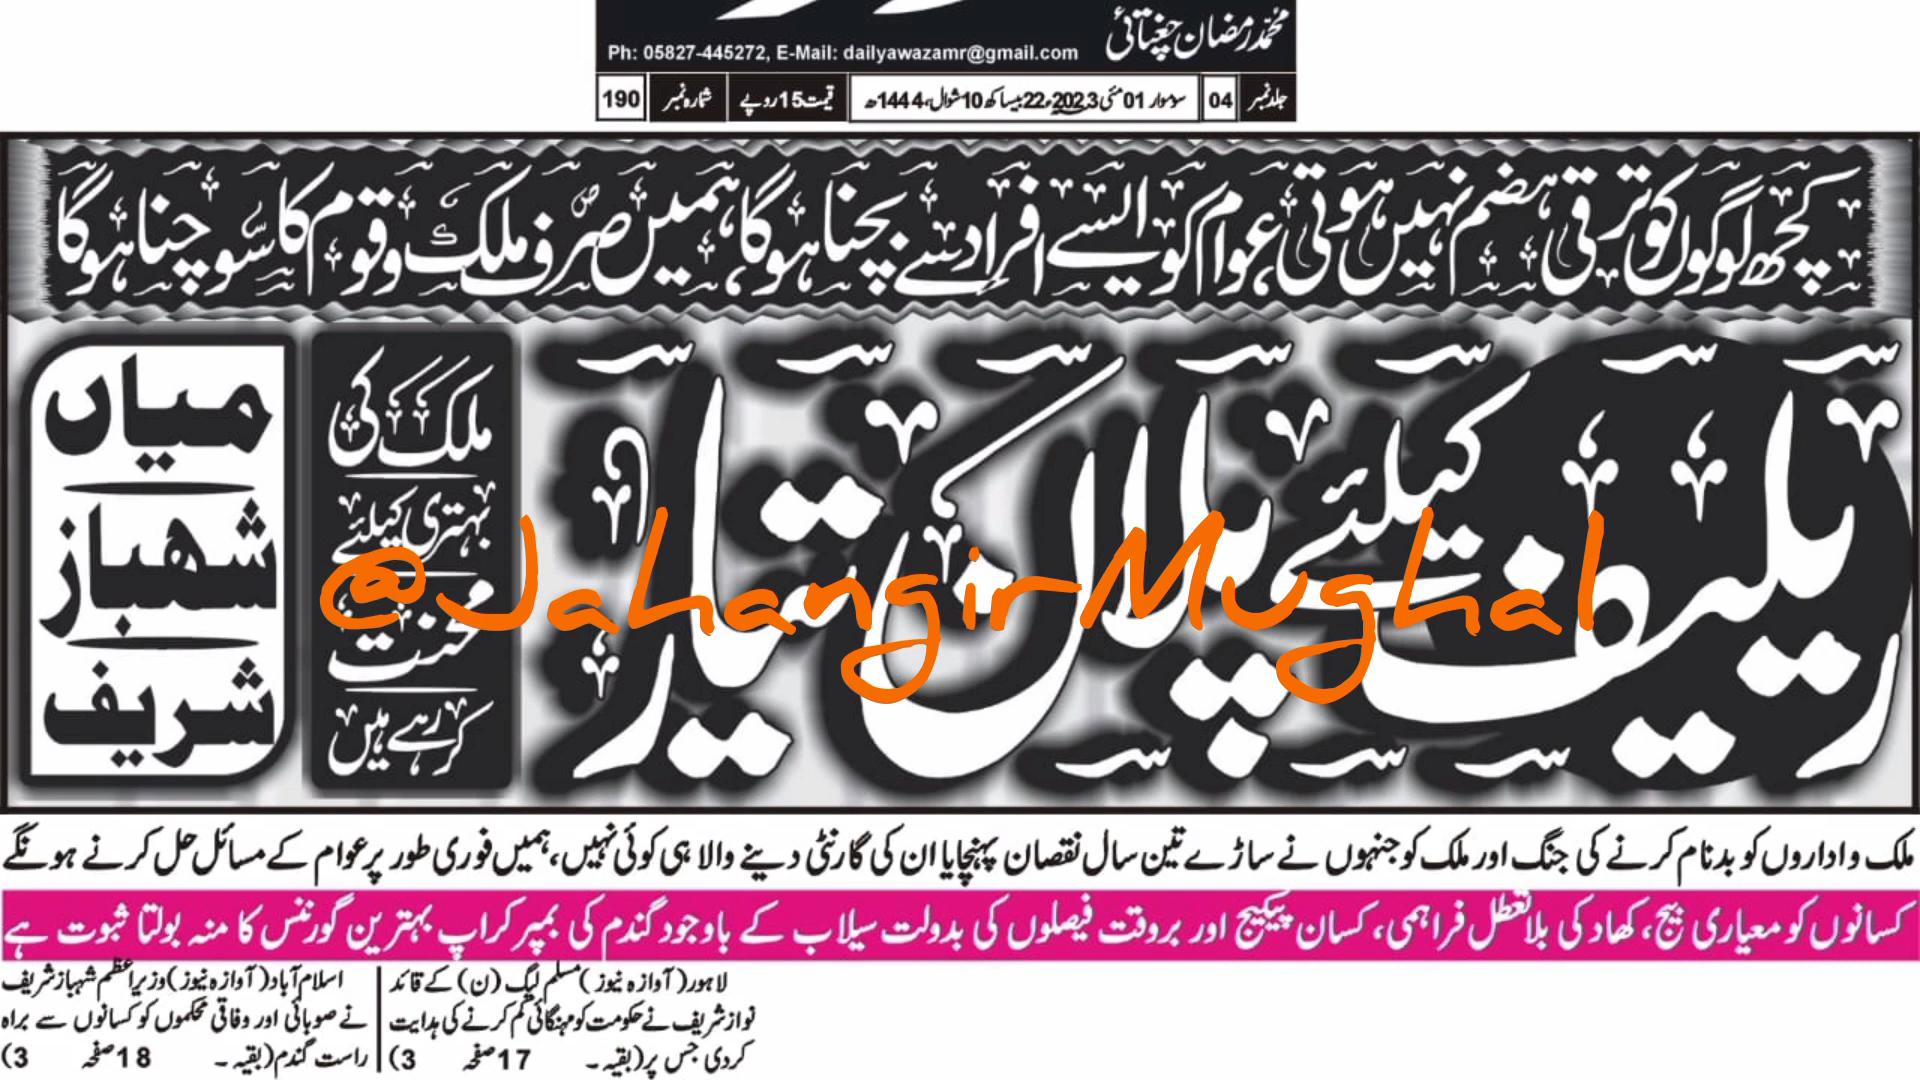 محمد رمضان چغتائی
Ph: 05827-445272, E-Mail: dailyawazamr@gmail.com
جلد نمبر 04 سوموار 01 مئی 2023ء 22 بیساکھ 10 شوال، 1444ھ قیمت 15 روپے شمارہ نمبر 190
کچھ لوگوں کو ترقی ہضم نہیں ہوتی، عوام کو ایسے افراد سے بچنا ہوگا، ہمیں صرف ملک و قوم کا سوچنا ہوگا
ریلیف کیلئے پلان تیار
ملک کی
بہتری کیلئے
محنت
کر رہے ہیں
میاں
شهباز
شریف
@JahangirMughal
ملک و اداروں کو بدنام کرنے کی جنگ اور ملک کو جنہوں نے ساڑے تین سال نقصان پہنچایا ان کی گارنٹی دینے والا ہی کوئی نہیں، ہمیں فوری طور پر عوام کے مسائل حل کرنے ہونگے
کسانوں کو معیاری بیج، کھاد کی بلا تعطل فراہمی، کسان پیکیج اور بروقت فیصلوں کی بدولت سیلاب کے باوجود گندم کی بمپر کراپ بہترین گورننس کا منہ بولتا ثبوت ہے
لاہور (آوازہ نیوز) مسلم لیگ (ن) کے قائد
نواز شریف نے حکومت کو مہنگائی کم کرنے کی ہدایت
کردی جس پر (بقیہ۔ 17 صفحہ 3)
اسلام آباد (آوازہ نیوز) وزیراعظم شہباز شریف
نے صوبائی اور وفاقی محکموں کو کسانوں سے براہ
راست گندم (بقیہ۔ 18 صفحہ 3)